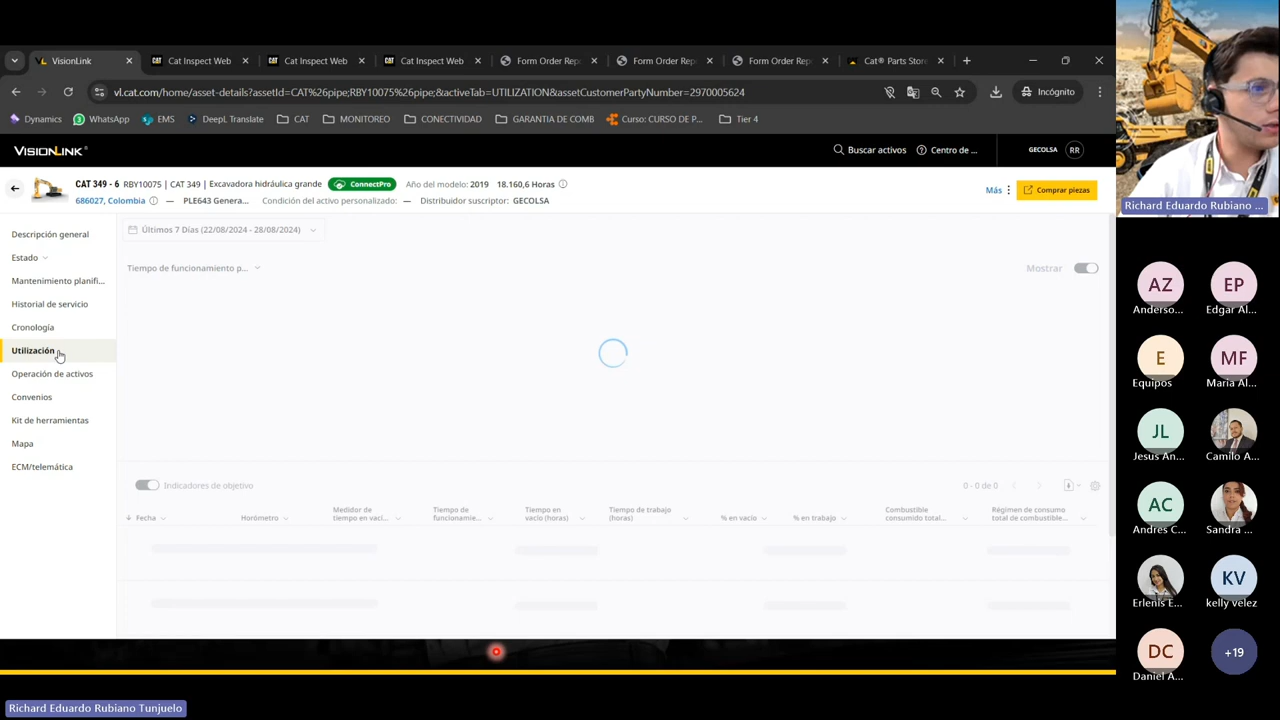 VisionLink
Cat Inspect Web
Cat Inspect Web
Cat Inspect Web
Form Order Rep
Form Order Rep
Form Order Rep
Cat® Parts Store
vl.cat.com/home/asset-details?assetId=CAT%26pipe;RBY10075%26pipe;&activeTab=UTILIZATION&assetCustomerPartyNumber=2970005624
Incógnito
Dynamics
WhatsApp
EMS
DeepL Translate
CAT
MONITOREO
CONECTIVIDAD
GARANTIA DE COMB
Curso: CURSO DE P...
Tier 4
VISIONLINK®
Buscar activos
Centro de ...
GECOLSA
RR
CAT 349 - 6 RBY10075 | CAT 349 | Excavadora hidráulica grande
ConnectPro
Año del modelo: 2019 18.160,6 Horas
686027, Colombia — PLE643 Genera... Condición del activo personalizado: — Distribuidor suscriptor: GECOLSA
Más
Comprar piezas
Descripción general
Estado
Mantenimiento planifi...
Historial de servicio
Cronología
Utilización
Operación de activos
Convenios
Kit de herramientas
Mapa
ECM/telemática
Últimos 7 Días (22/08/2024 - 28/08/2024)
Tiempo de funcionamiento p...
Mostrar
Indicadores de objetivo
0 - 0 de 0
Fecha
Horómetro
Medidor de
tiempo en vací...
Tiempo de
funcionamie...
Tiempo en
vacío (horas)
Tiempo de trabajo
(horas)
% en vacío
% en trabajo
Combustible
consumido total...
Régimen de consumo
total de combustible...
Richard Eduardo Rubiano ...
AZ
Anderso...
EP
Edgar Al...
E
Equipos
MF
Maria Al...
JL
Jesus An...
Camilo A...
AC
Andres C...
Sandra ...
Erlenis E...
KV
kelly velez
DC
Daniel A...
+19
Richard Eduardo Rubiano Tunjuelo